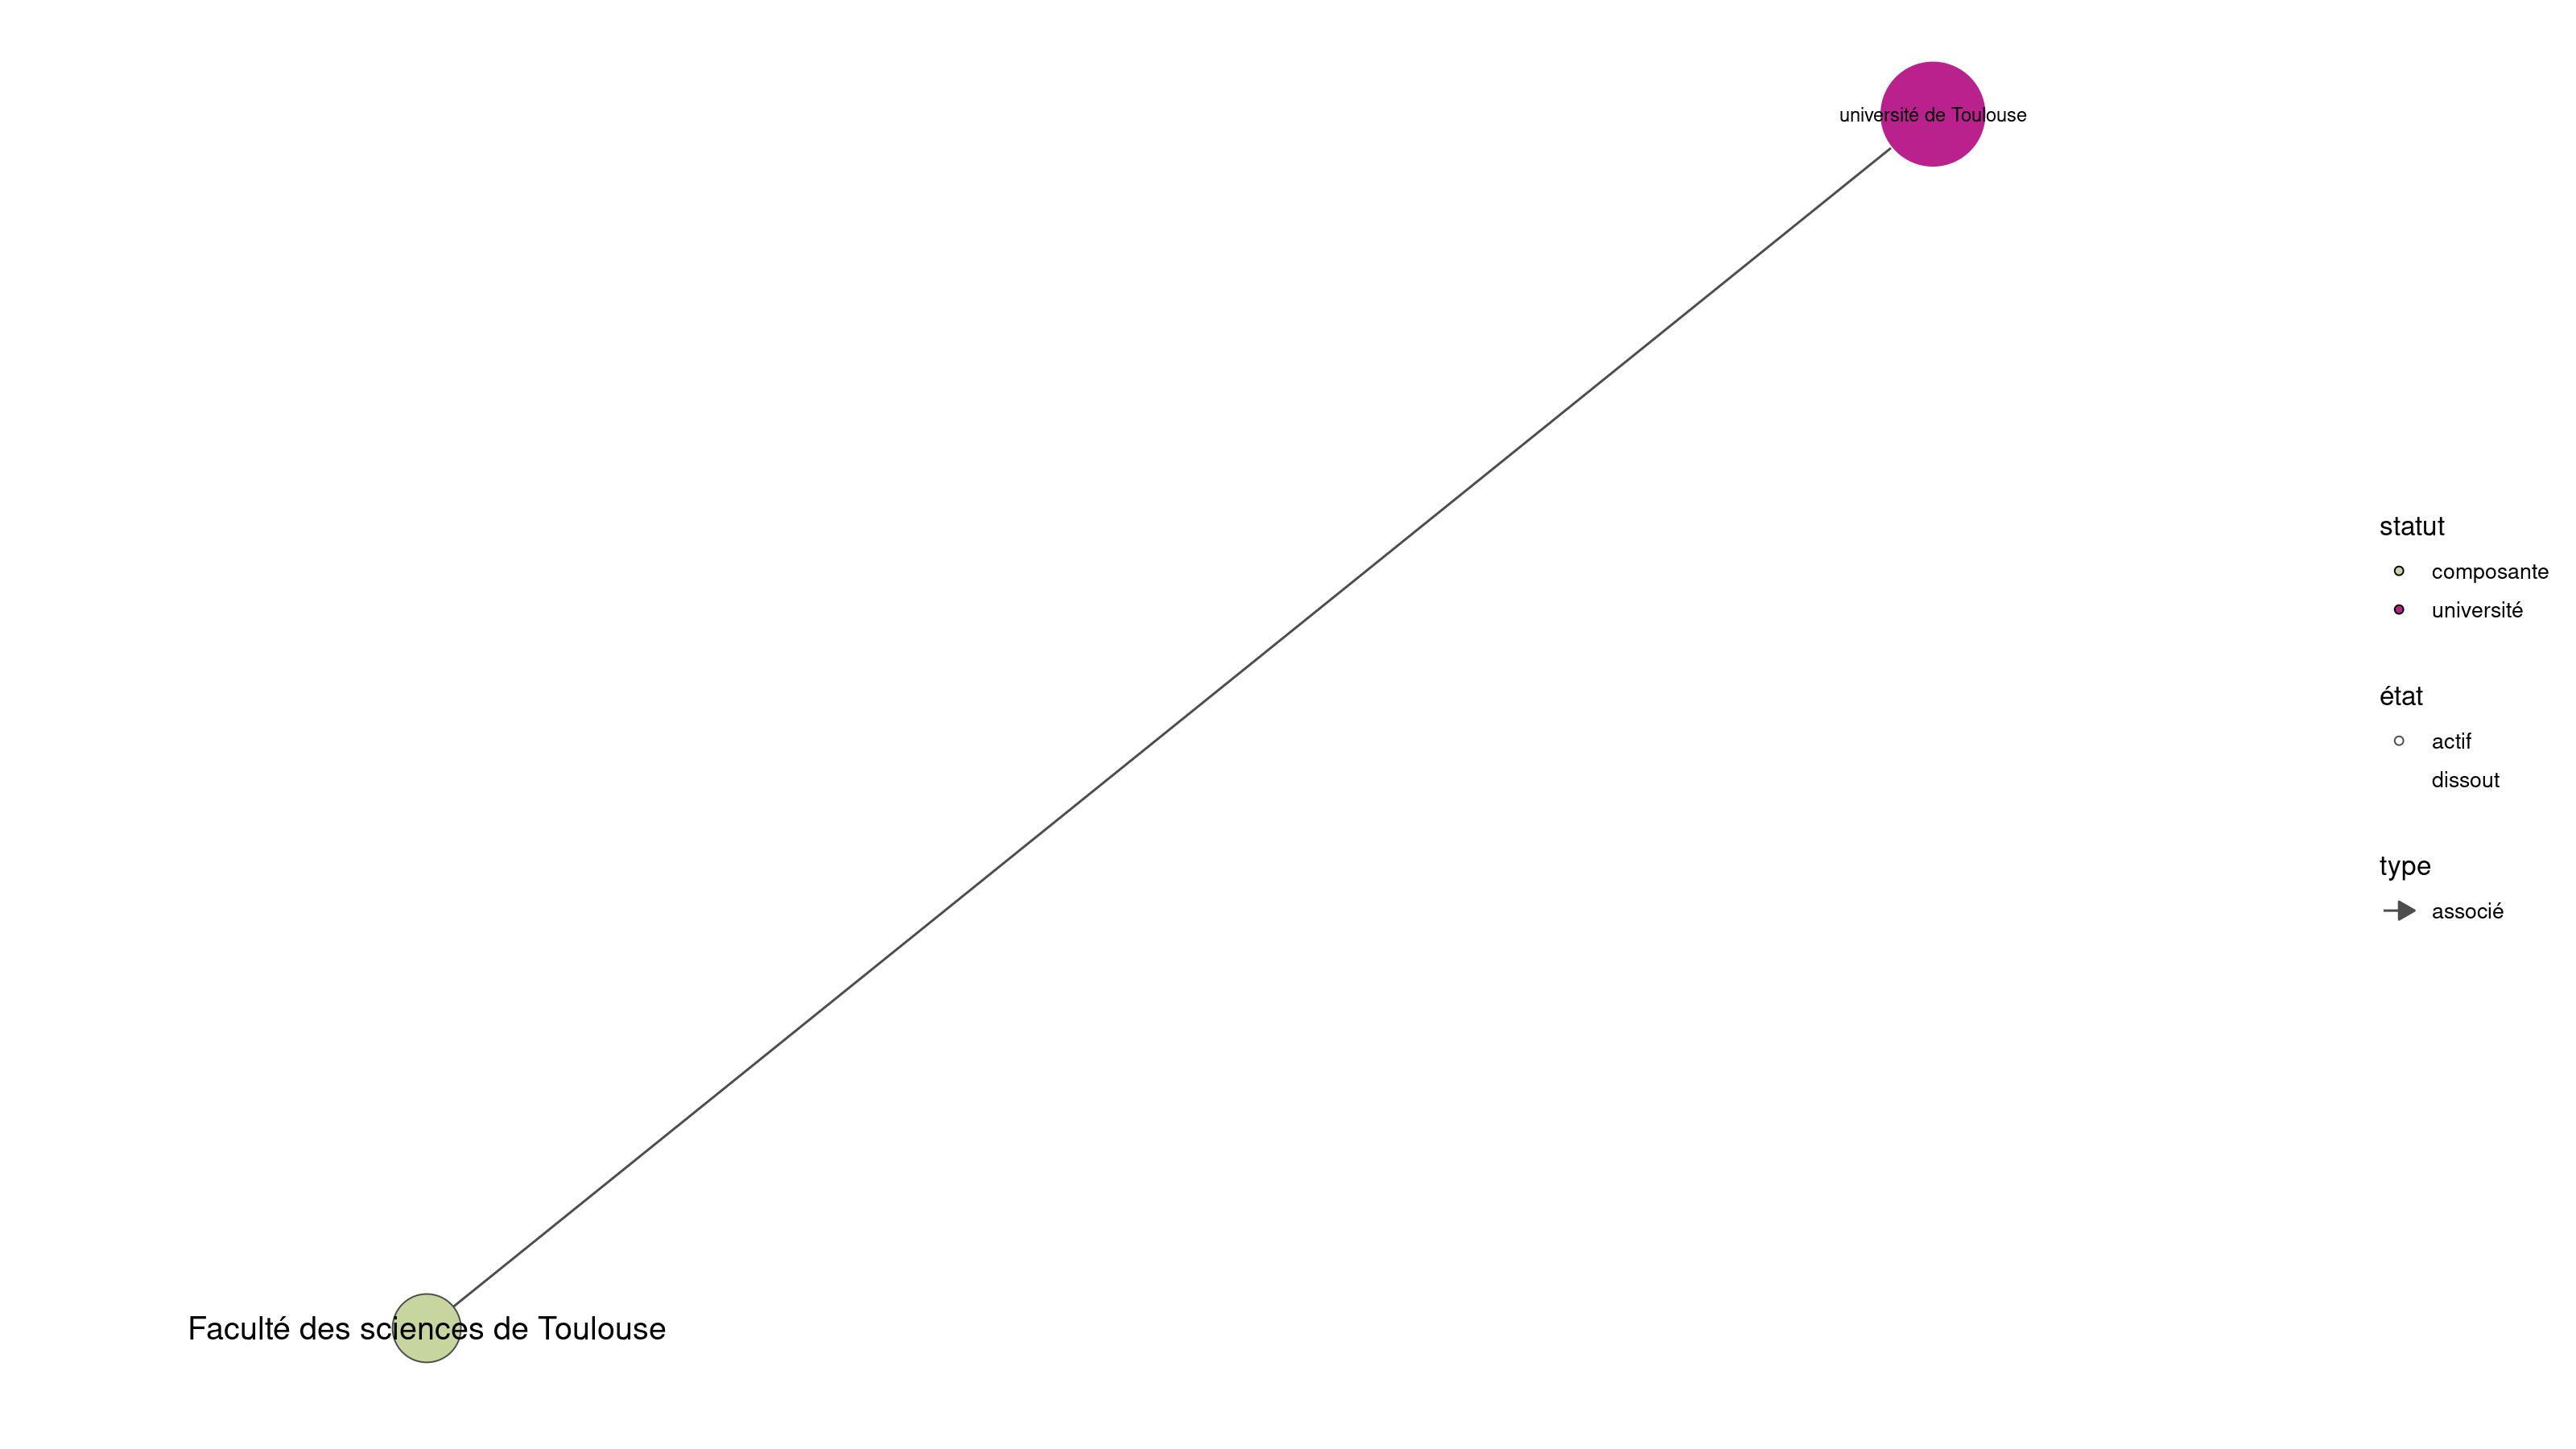 université de Toulouse
statut
composante
université
état
actif
dissout
type
associé
Faculté des sciences de Toulouse